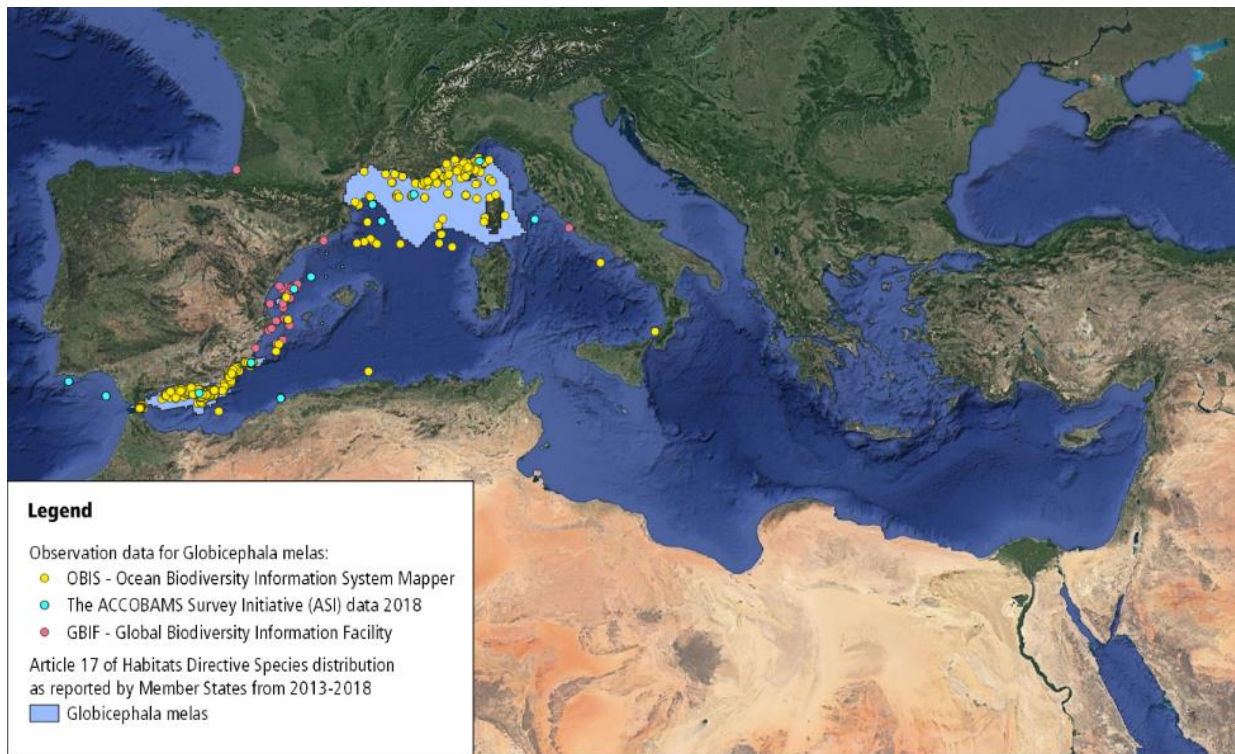 Legend
Observation data for Globicephala melas:
OBIS - Ocean Biodiversity Information System Mapper
The ACCOBAMS Survey Initiative (ASI) data 2018
GBIF - Global Biodiversity Information Facility
Article 17 of Habitats Directive Species distribution
as reported by Member States from 2013-2018
Globicephala melas